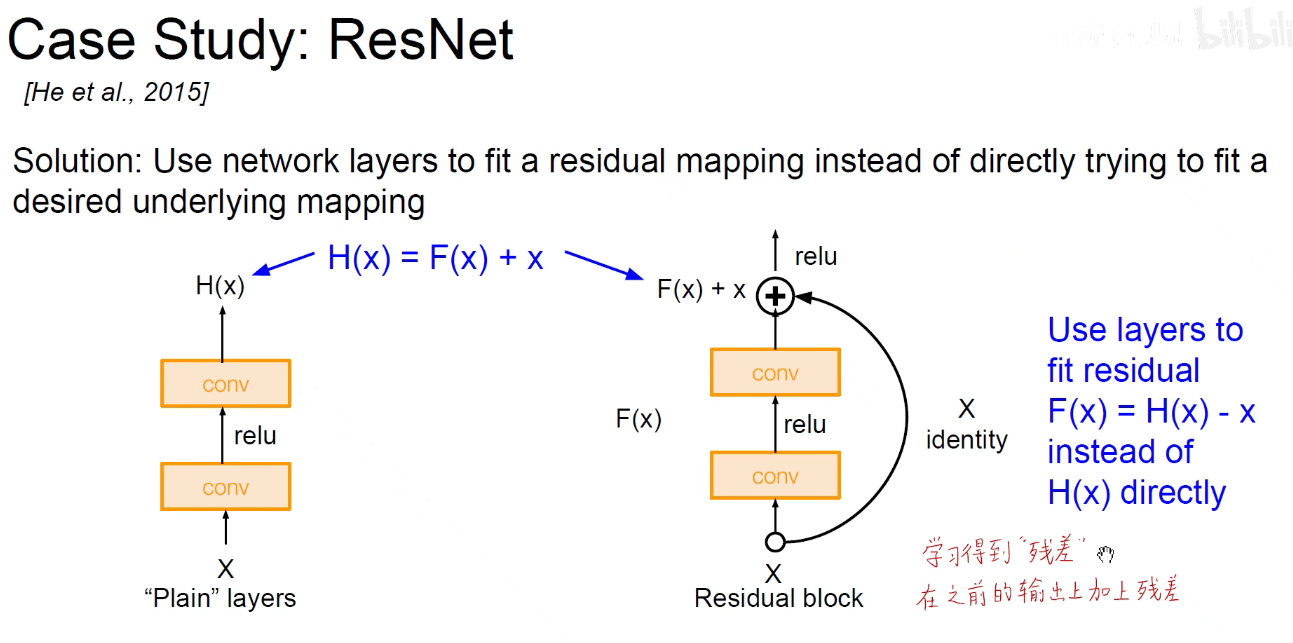 Case Study: ResNet
bilibili
[He et al., 2015]
Solution: Use network layers to fit a residual mapping instead of directly trying to fit a
desired underlying mapping
H(x) = F(x) + x
H(x)
conv
relu
conv
X
“Plain” layers
relu
F(x) + x
conv
F(x)
relu
conv
X
identity
X
Residual block
Use layers to
fit residual
F(x) = H(x) - x
instead of
H(x) directly
学习得到“残差”
在之前的输出上加上残差